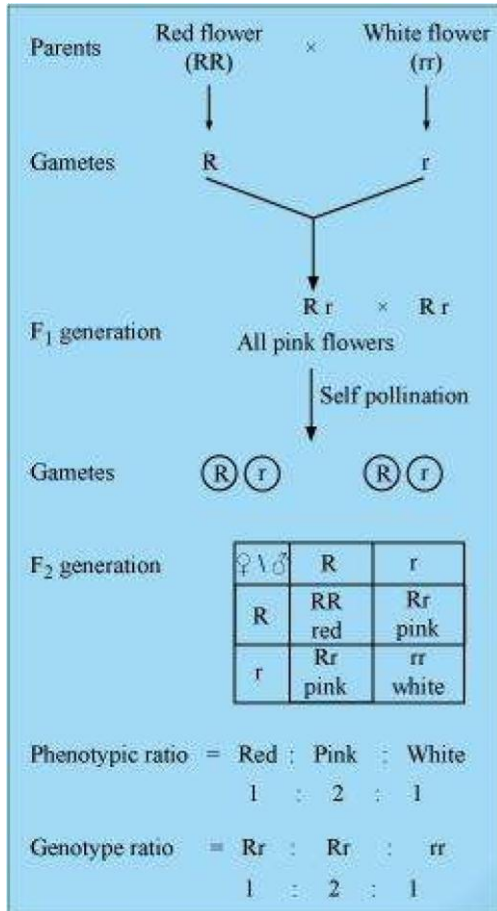 Parents Red flower × White flower
(RR) (rr)
Gametes R r
R r × R r
F₁ generation All pink flowers
Self pollination
Gametes R r R r
F₂ generation ♀ \ ♂ R r
R RR Rr
red pink
r Rr rr
pink white
Phenotypic ratio = Red : Pink : White
1 : 2 : 1
Genotype ratio = Rr : Rr : rr
1 : 2 : 1